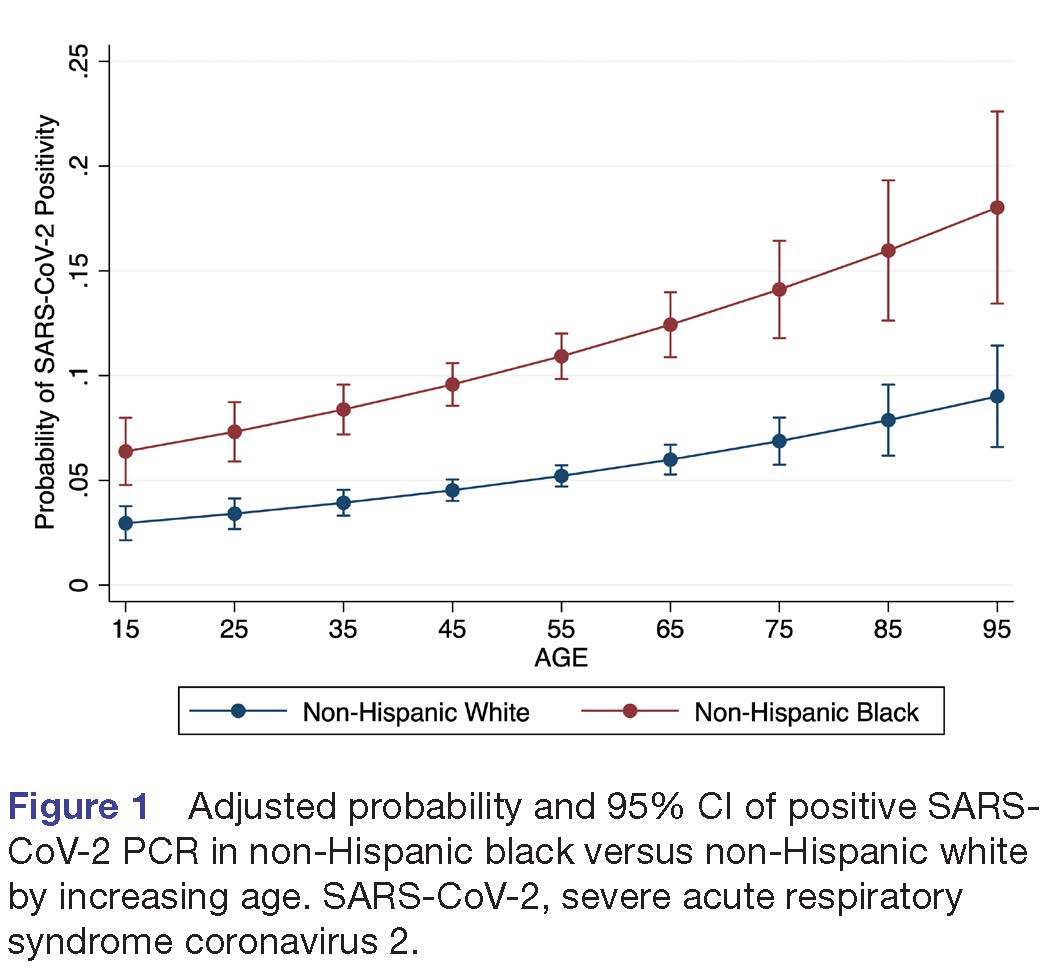 .25
.2
.15
.1
.05
0
Probability of SARS-CoV-2 Positivity
15 25 35 45 55 65 75 85 95
AGE
Non-Hispanic White Non-Hispanic Black
Figure 1 Adjusted probability and 95% CI of positive SARS-
CoV-2 PCR in non-Hispanic black versus non-Hispanic white
by increasing age. SARS-CoV-2, severe acute respiratory
syndrome coronavirus 2.